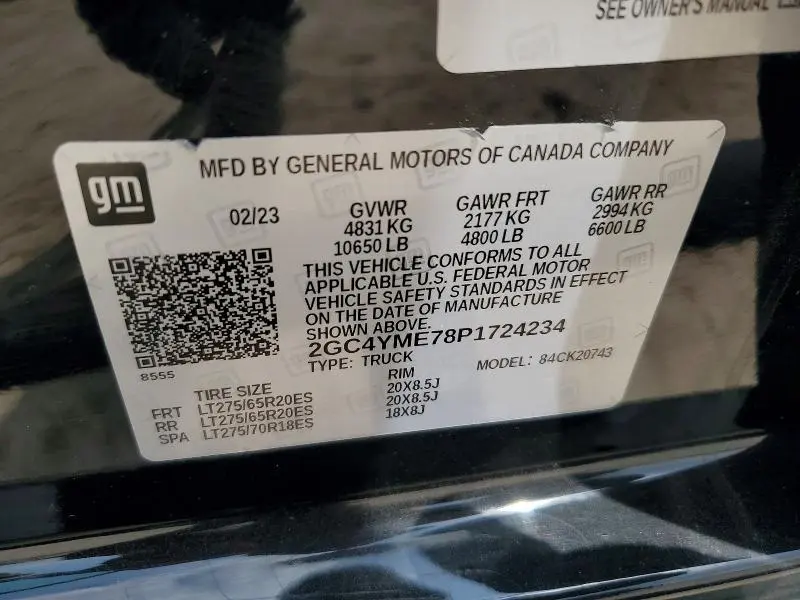 SEE OWNER'S MANUAL
gm
MFD BY GENERAL MOTORS OF CANADA COMPANY
02/23 GVWR GAWR FRT GAWR RR
4831 KG 2177 KG 2994 KG
10650 LB 4800 LB 6600 LB
THIS VEHICLE CONFORMS TO ALL
APPLICABLE U.S. FEDERAL MOTOR
VEHICLE SAFETY STANDARDS IN EFFECT
ON THE DATE OF MANUFACTURE
SHOWN ABOVE.
2GC4YME78P1724234
TYPE: TRUCK MODEL: 84CK20743
8555
TIRE SIZE RIM
FRT LT275/65R20ES 20X8.5J
RR LT275/65R20ES 20X8.5J
SPA LT275/70R18ES 18X8J